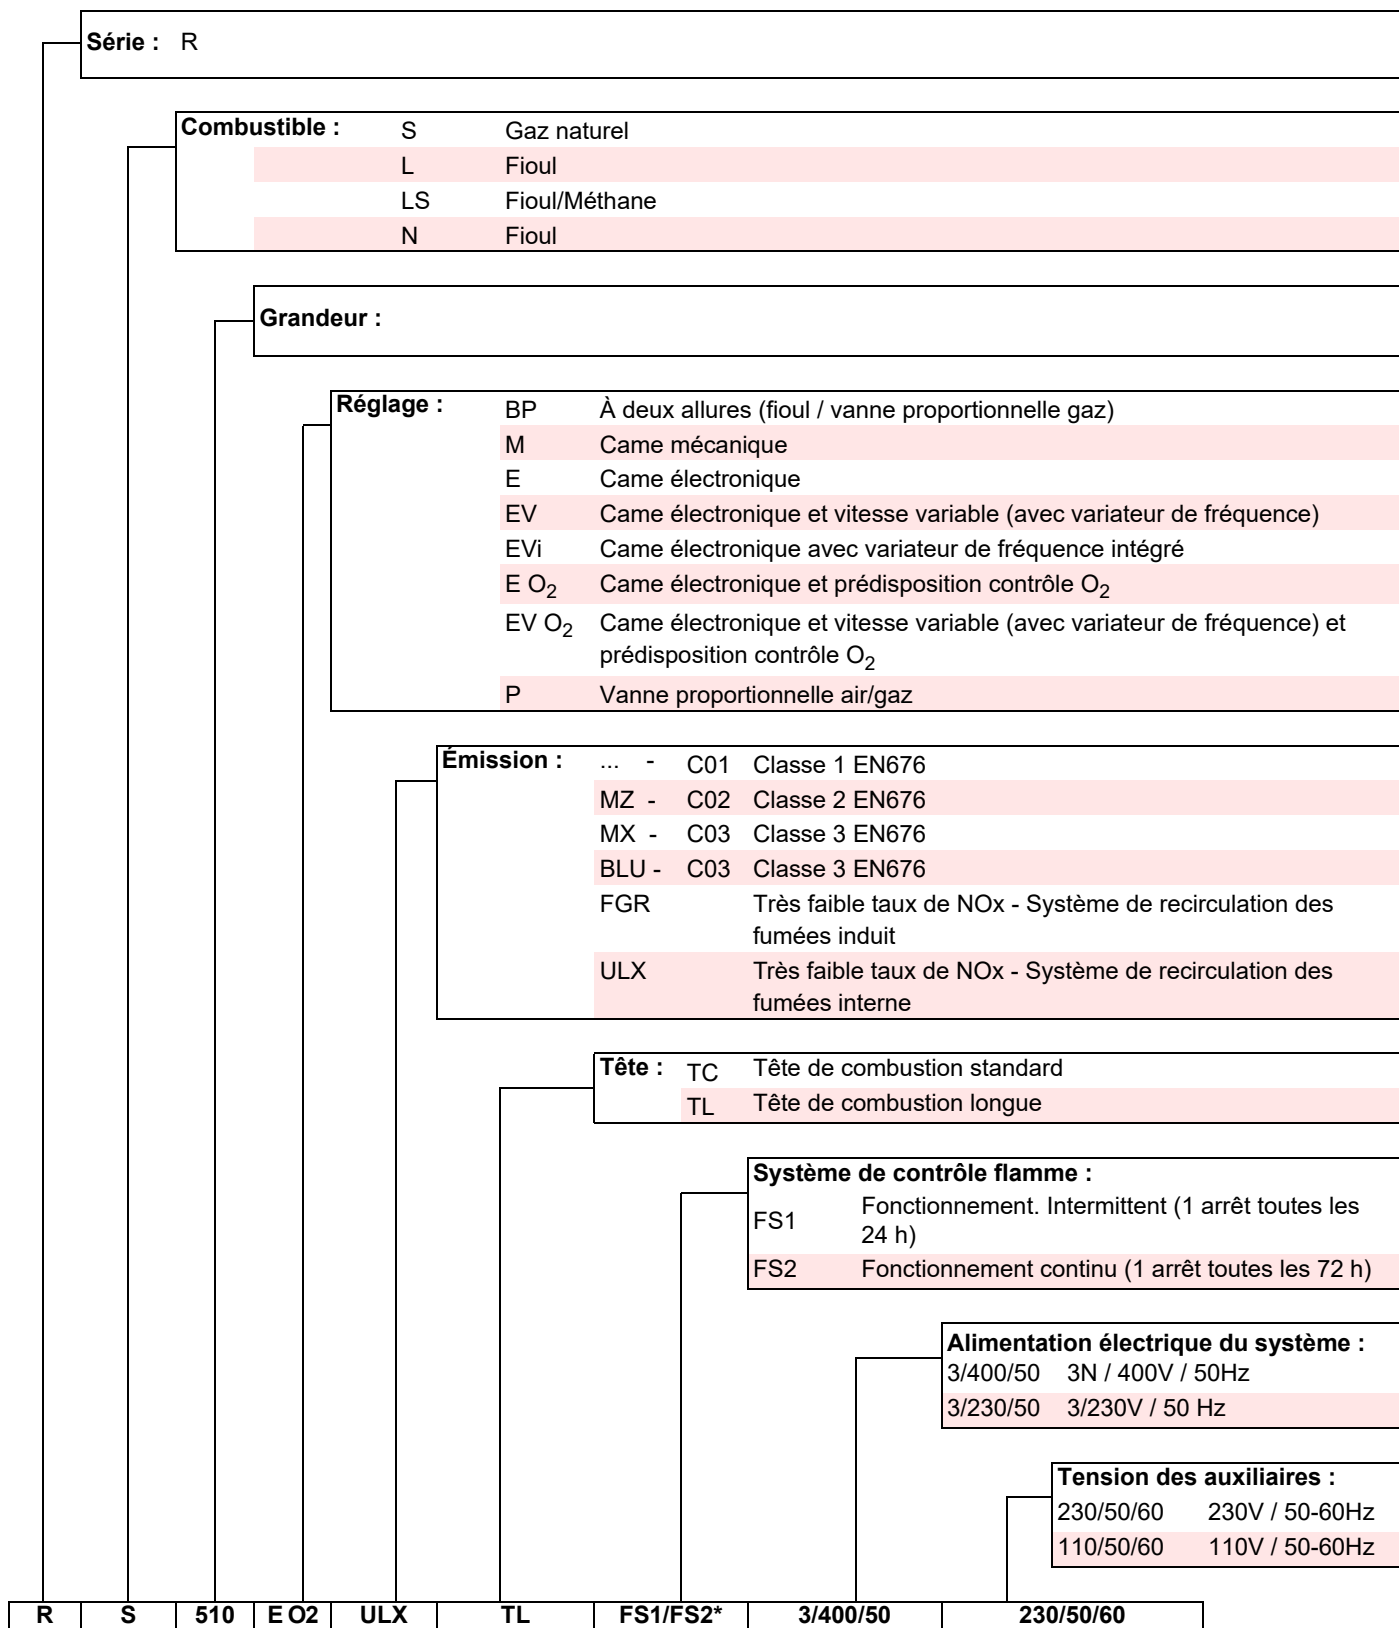 Série : R
Combustible : S Gaz naturel
L Fioul
LS Fioul/Méthane
N Fioul
Grandeur :
Réglage : BP À deux allures (fioul / vanne proportionnelle gaz)
M Came mécanique
E Came électronique
EV Came électronique et vitesse variable (avec variateur de fréquence)
EVi Came électronique avec variateur de fréquence intégré
E O2 Came électronique et prédisposition contrôle O2
EV O2 Came électronique et vitesse variable (avec variateur de fréquence) et
prédisposition contrôle O2
P Vanne proportionnelle air/gaz
Émission : ... - C01 Classe 1 EN676
MZ - C02 Classe 2 EN676
MX - C03 Classe 3 EN676
BLU - C03 Classe 3 EN676
FGR Très faible taux de NOx - Système de recirculation des
fumées induit
ULX Très faible taux de NOx - Système de recirculation des
fumées interne
Tête : TC Tête de combustion standard
TL Tête de combustion longue
Système de contrôle flamme :
FS1 Fonctionnement. Intermittent (1 arrêt toutes les
24 h)
FS2 Fonctionnement continu (1 arrêt toutes les 72 h)
Alimentation électrique du système :
3/400/50 3N / 400V / 50Hz
3/230/50 3/230V / 50 Hz
Tension des auxiliaires :
230/50/60 230V / 50-60Hz
110/50/60 110V / 50-60Hz
R S 510 E O2 ULX TL FS1/FS2* 3/400/50 230/50/60